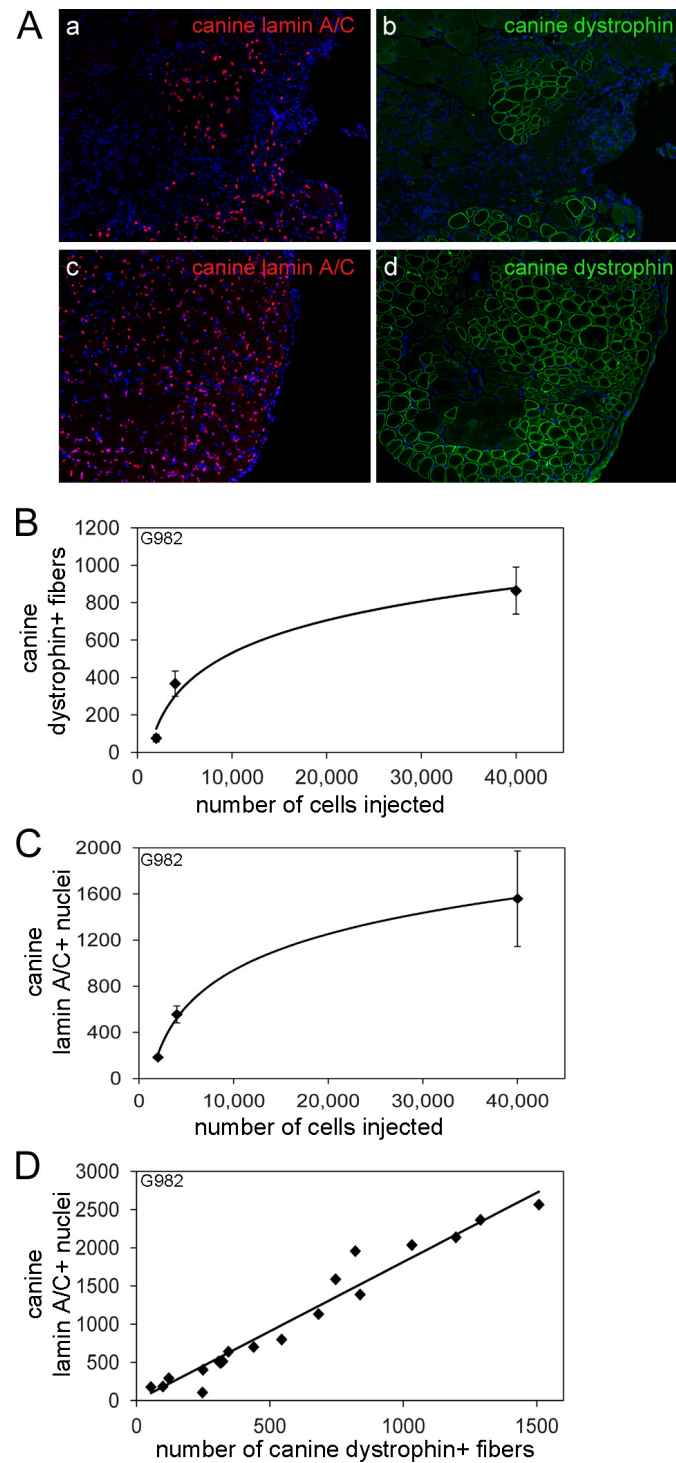 A
a canine lamin A/C
b canine dystrophin
c canine lamin A/C
d canine dystrophin
B
G982
1200
1000
800
600
400
200
0
0 10,000 20,000 30,000 40,000
canine
dystrophin+ fibers
number of cells injected
C
G982
2000
1600
1200
800
400
0
0 10,000 20,000 30,000 40,000
canine
lamin A/C+ nuclei
number of cells injected
D
G982
3000
2500
2000
1500
1000
500
0
0 500 1000 1500
canine
lamin A/C+ nuclei
number of canine dystrophin+ fibers